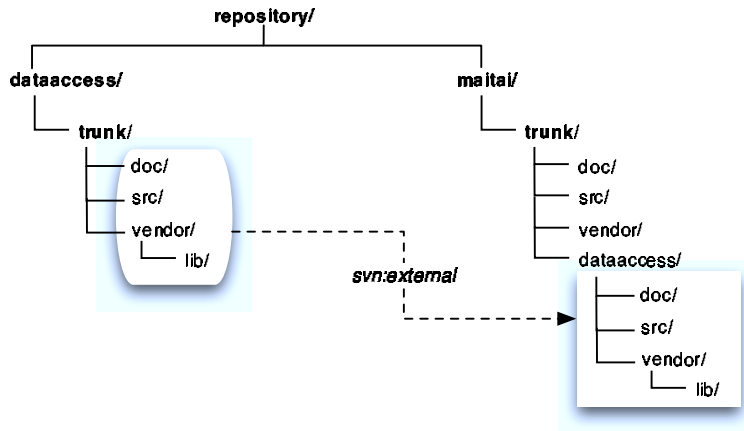 repository/
dataaccess/
trunk/
doc/
src/
vendor/
lib/
svn:external
maitai/
trunk/
doc/
src/
vendor/
dataaccess/
doc/
src/
vendor/
lib/